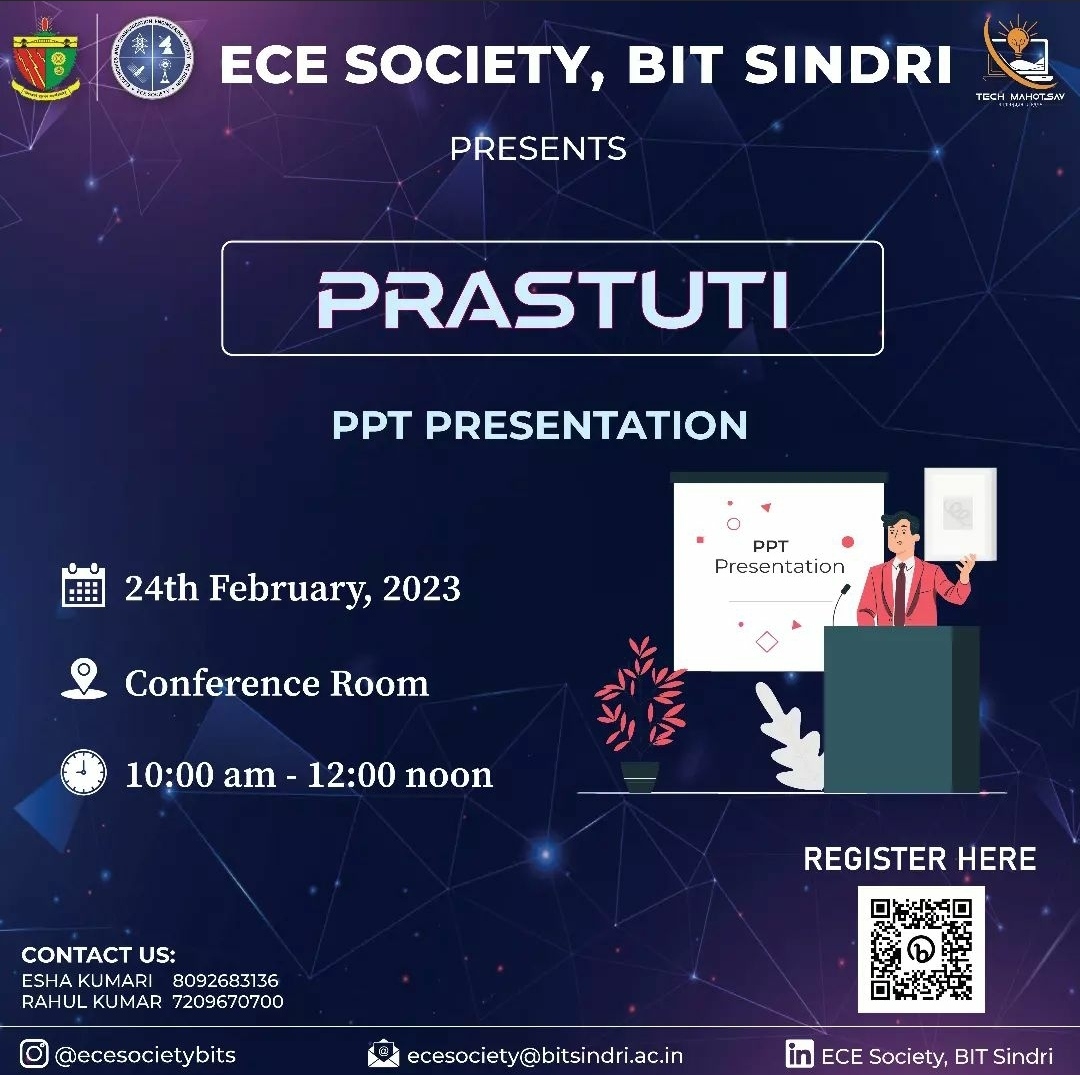 ECE SOCIETY, BIT SINDRI
TECH MAHOTSAV
PRESENTS
PRASTUTI
PPT PRESENTATION
PPT
Presentation
24th February, 2023
Conference Room
10:00 am - 12:00 noon
REGISTER HERE
CONTACT US:
ESHA KUMARI 8092683136
RAHUL KUMAR 7209670700
@ecesocietybits
ecesociety@bitsindri.ac.in
in ECE Society, BIT Sindri